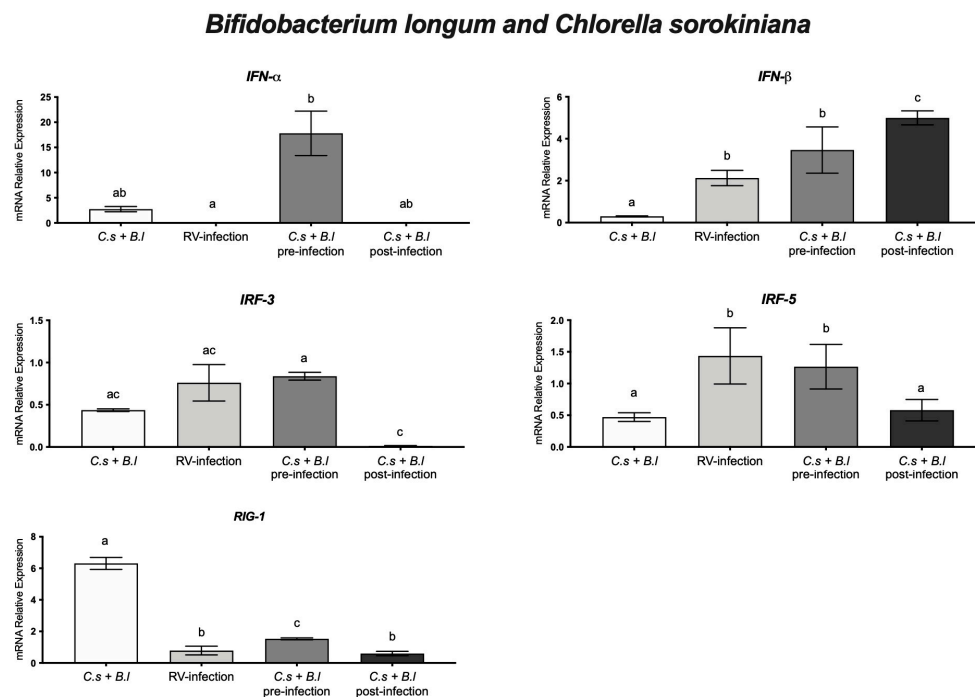 Bifidobacterium longum and Chlorella sorokiniana
IFN-α
mRNA Relative Expression
25
20
15
10
5
0
ab
a
b
ab
C.s + B.l
RV-infection
C.s + B.l
pre-infection
C.s + B.l
post-infection
IFN-β
mRNA Relative Expression
6
4
2
0
a
b
b
c
C.s + B.l
RV-infection
C.s + B.l
pre-infection
C.s + B.l
post-infection
IRF-3
mRNA Relative Expression
1.5
1.0
0.5
0.0
ac
ac
a
c
C.s + B.l
RV-infection
C.s + B.l
pre-infection
C.s + B.l
post-infection
IRF-5
mRNA Relative Expression
2.0
1.5
1.0
0.5
0.0
a
b
b
a
C.s + B.l
RV-infection
C.s + B.l
pre-infection
C.s + B.l
post-infection
RIG-1
mRNA Relative Expression
8
6
4
2
0
a
b
c
b
C.s + B.l
RV-infection
C.s + B.l
pre-infection
C.s + B.l
post-infection